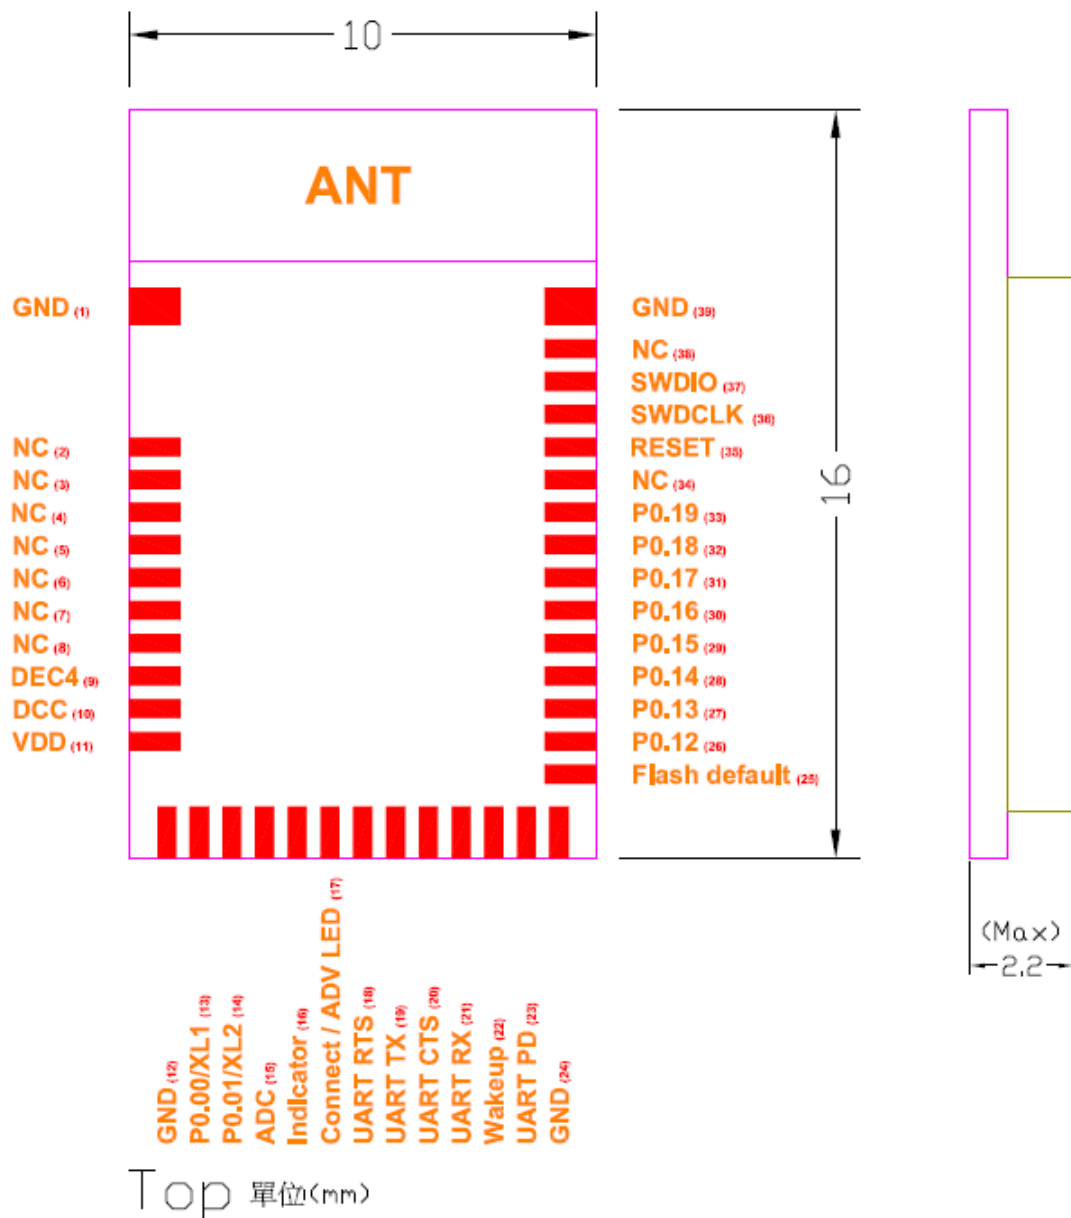 10
ANT
GND (1)
NC (2)
NC (3)
NC (4)
NC (5)
NC (6)
NC (7)
NC (8)
DEC4 (9)
DCC (10)
VDD (11)
GND (12)
P0.00/XL1 (13)
P0.01/XL2 (14)
ADC (15)
Indicator (16)
Connect / ADV LED (17)
UART RTS (18)
UART TX (19)
UART CTS (20)
UART RX (21)
Wakeup (22)
UART PD (23)
GND (24)
GND (39)
NC (38)
SWDIO (37)
SWDCLK (36)
RESET (35)
NC (34)
P0.19 (33)
P0.18 (32)
P0.17 (31)
P0.16 (30)
P0.15 (29)
P0.14 (28)
P0.13 (27)
P0.12 (26)
Flash default (25)
16
(Max)
2.2
Top 單位(mm)